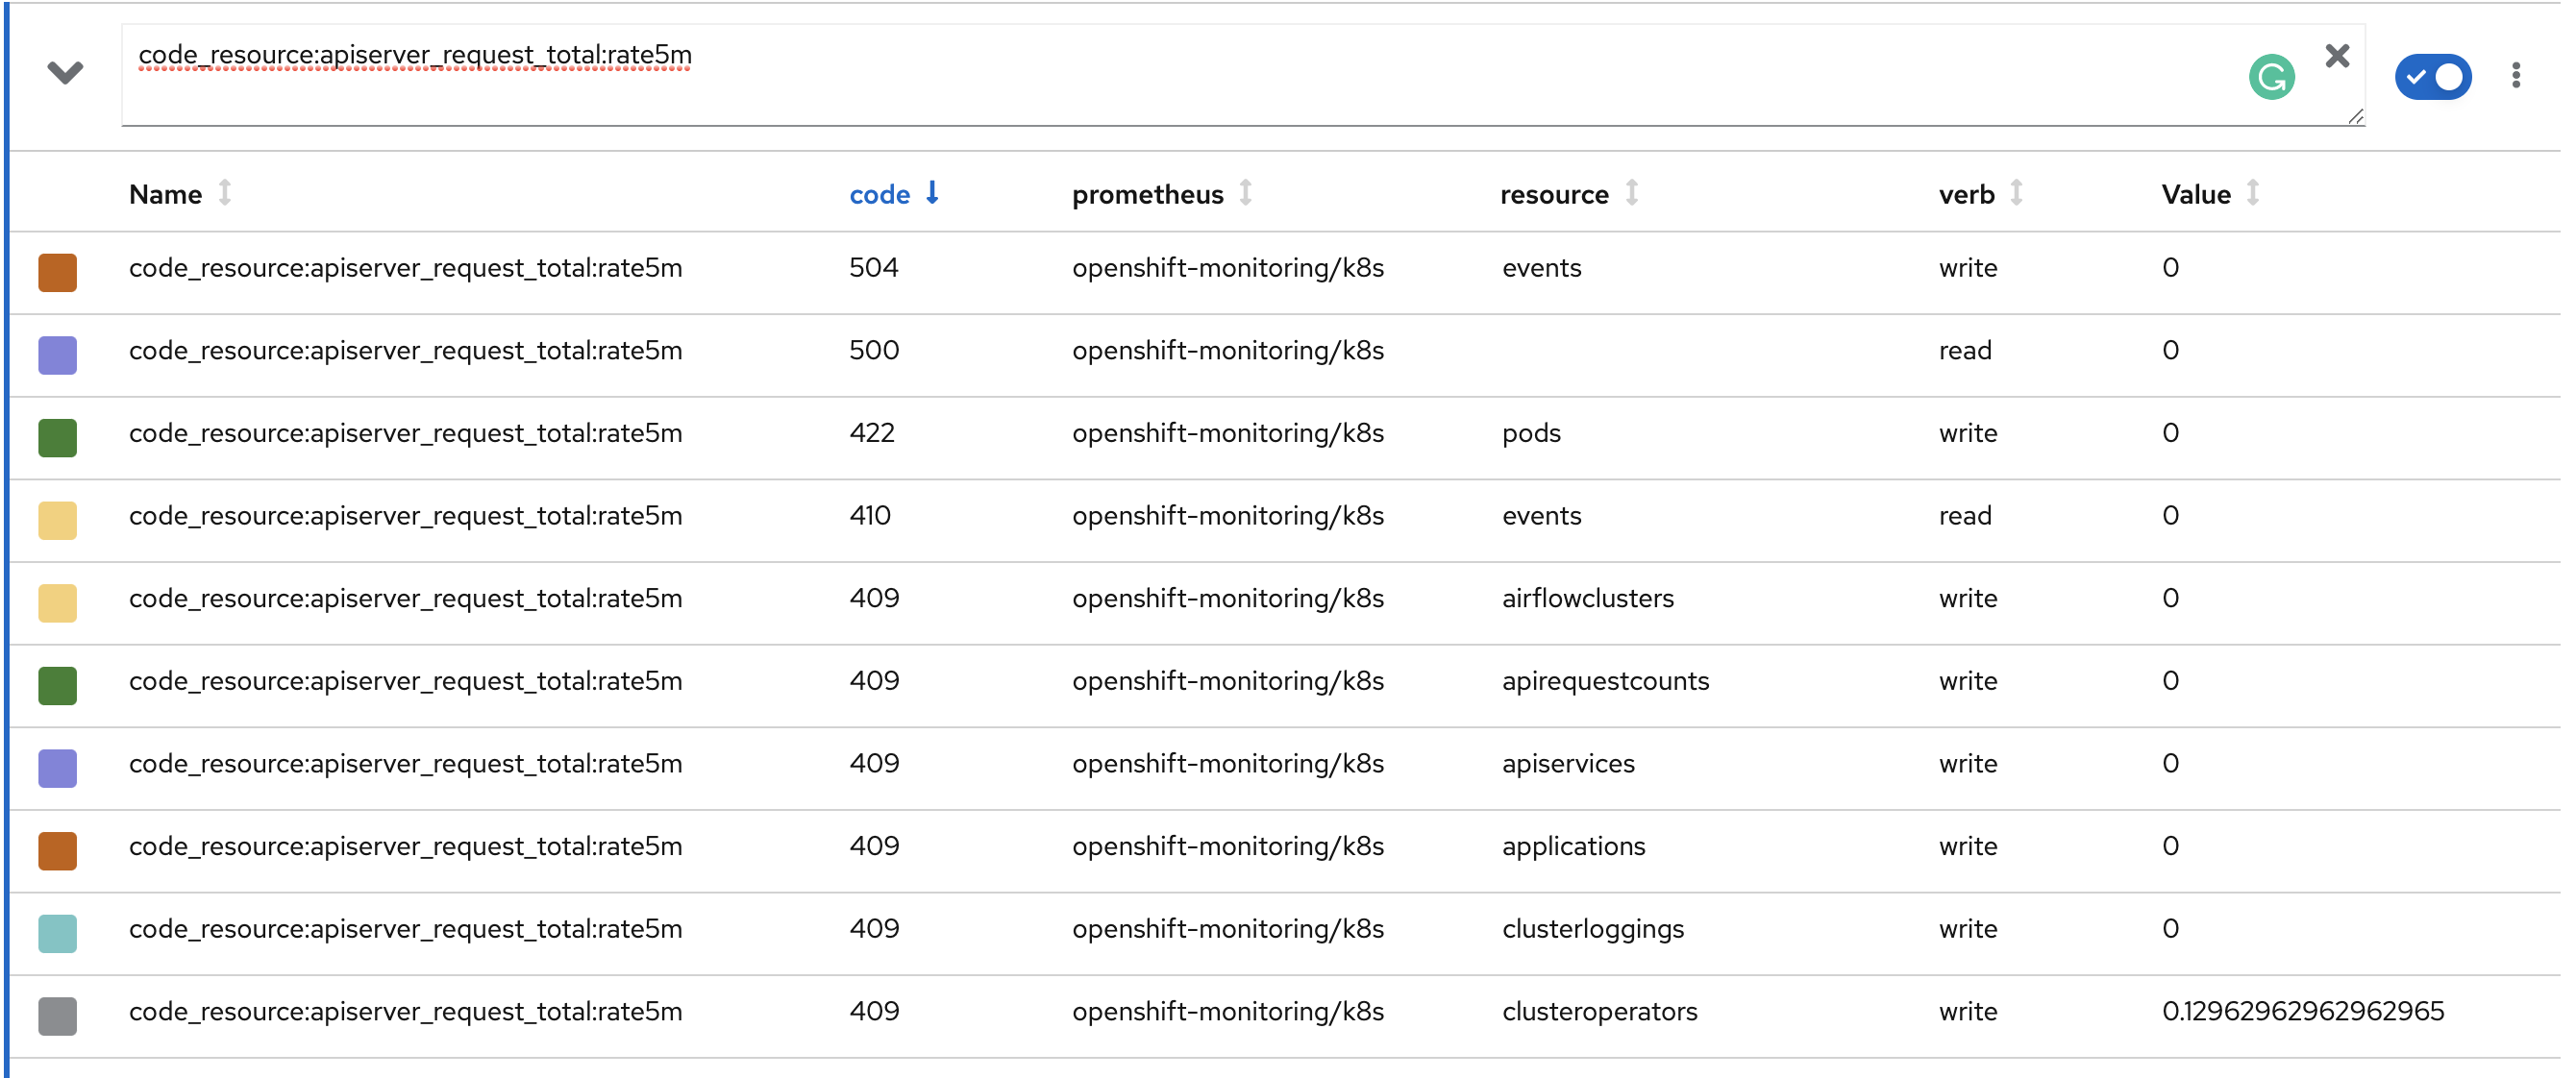 code_resource:apiserver_request_total:rate5m
Name code prometheus resource verb Value
code_resource:apiserver_request_total:rate5m 504 openshift-monitoring/k8s events write 0
code_resource:apiserver_request_total:rate5m 500 openshift-monitoring/k8s read 0
code_resource:apiserver_request_total:rate5m 422 openshift-monitoring/k8s pods write 0
code_resource:apiserver_request_total:rate5m 410 openshift-monitoring/k8s events read 0
code_resource:apiserver_request_total:rate5m 409 openshift-monitoring/k8s airflowclusters write 0
code_resource:apiserver_request_total:rate5m 409 openshift-monitoring/k8s apirequestcounts write 0
code_resource:apiserver_request_total:rate5m 409 openshift-monitoring/k8s apiservices write 0
code_resource:apiserver_request_total:rate5m 409 openshift-monitoring/k8s applications write 0
code_resource:apiserver_request_total:rate5m 409 openshift-monitoring/k8s clusterloggings write 0
code_resource:apiserver_request_total:rate5m 409 openshift-monitoring/k8s clusteroperators write 0.12962962962962965